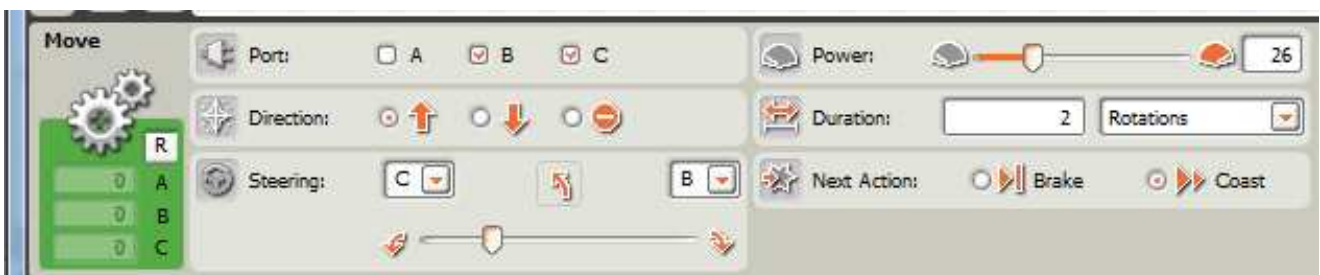 Move
R
0 A
0 B
0 C
Port: A B C
Direction:
Steering: C B
Power: 26
Duration: 2 Rotations
Next Action: Brake Coast